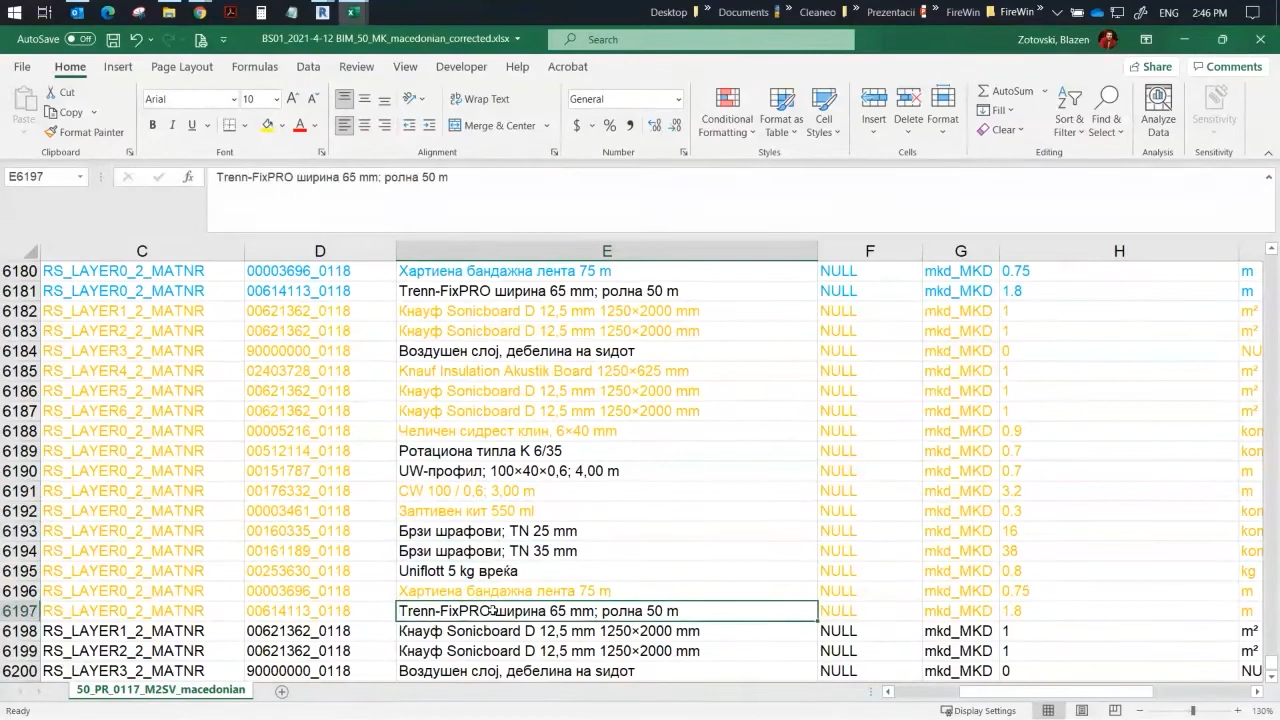 Desktop
Documents
Cleaneo
Prezentacii
FireWin
FireWin
ENG
2:46 PM
AutoSave
Off
BS01_2021-4-12 BIM_50_MK_macedonian_corrected.xlsx
Search
Zotovski, Blazen
File Home Insert Page Layout Formulas Data Review View Developer Help Acrobat
Share
Comments
Paste
Cut
Copy
Format Painter
Arial 10
B I U
Wrap Text
Merge & Center
General
$ % ,
Conditional Formatting
Format as Table
Cell Styles
Insert
Delete
Format
AutoSum
Fill
Clear
Sort & Filter
Find & Select
Analyze Data
Sensitivity
Clipboard Font Alignment Number Styles Cells Editing Analysis Sensitivity
E6197 fx Trenn-FixPRO ширина 65 mm; ролна 50 m
C D E F G H
6180 RS_LAYER0_2_MATNR 00003696_0118 Хартиена бандажна лента 75 m NULL mkd_MKD 0.75 m
6181 RS_LAYER0_2_MATNR 00614113_0118 Trenn-FixPRO ширина 65 mm; ролна 50 m NULL mkd_MKD 1.8 m
6182 RS_LAYER1_2_MATNR 00621362_0118 Кнауф Sonicboard D 12,5 mm 1250×2000 mm NULL mkd_MKD 1 m²
6183 RS_LAYER2_2_MATNR 00621362_0118 Кнауф Sonicboard D 12,5 mm 1250×2000 mm NULL mkd_MKD 1 m²
6184 RS_LAYER3_2_MATNR 90000000_0118 Воздушен слој, дебелина на ѕидот NULL mkd_MKD 0 NU
6185 RS_LAYER4_2_MATNR 02403728_0118 Knauf Insulation Akustik Board 1250×625 mm NULL mkd_MKD 1 m²
6186 RS_LAYER5_2_MATNR 00621362_0118 Кнауф Sonicboard D 12,5 mm 1250×2000 mm NULL mkd_MKD 1 m²
6187 RS_LAYER6_2_MATNR 00621362_0118 Кнауф Sonicboard D 12,5 mm 1250×2000 mm NULL mkd_MKD 1 m²
6188 RS_LAYER0_2_MATNR 00005216_0118 Челичен сидрест клин, 6×40 mm NULL mkd_MKD 0.9 kon
6189 RS_LAYER0_2_MATNR 00512114_0118 Ротациона типла K 6/35 NULL mkd_MKD 0.7 kon
6190 RS_LAYER0_2_MATNR 00151787_0118 UW-профил; 100×40×0,6; 4,00 m NULL mkd_MKD 0.7 m
6191 RS_LAYER0_2_MATNR 00176332_0118 CW 100 / 0,6; 3,00 m NULL mkd_MKD 3.2 m
6192 RS_LAYER0_2_MATNR 00003461_0118 Заптивен кит 550 ml NULL mkd_MKD 0.3 kon
6193 RS_LAYER0_2_MATNR 00160335_0118 Брзи шрафови; TN 25 mm NULL mkd_MKD 16 kon
6194 RS_LAYER0_2_MATNR 00161189_0118 Брзи шрафови; TN 35 mm NULL mkd_MKD 38 kon
6195 RS_LAYER0_2_MATNR 00253630_0118 Uniflott 5 kg вреќа NULL mkd_MKD 0.8 kg
6196 RS_LAYER0_2_MATNR 00003696_0118 Хартиена бандажна лента 75 m NULL mkd_MKD 0.75 m
6197 RS_LAYER0_2_MATNR 00614113_0118 Trenn-FixPRO ширина 65 mm; ролна 50 m NULL mkd_MKD 1.8 m
6198 RS_LAYER1_2_MATNR 00621362_0118 Кнауф Sonicboard D 12,5 mm 1250×2000 mm NULL mkd_MKD 1 m²
6199 RS_LAYER2_2_MATNR 00621362_0118 Кнауф Sonicboard D 12,5 mm 1250×2000 mm NULL mkd_MKD 1 m²
6200 RS_LAYER3_2_MATNR 90000000_0118 Воздушен слој, дебелина на ѕидот NULL mkd_MKD 0 NU
50_PR_0117_M2SV_macedonian
Ready
Display Settings
130%